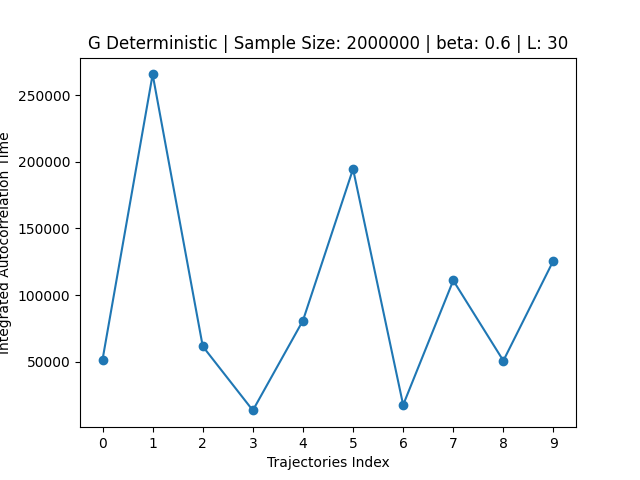 G Deterministic | Sample Size: 2000000 | beta: 0.6 | L: 30
Integrated Autocorrelation Time
250000
200000
150000
100000
50000
0 1 2 3 4 5 6 7 8 9
Trajectories Index